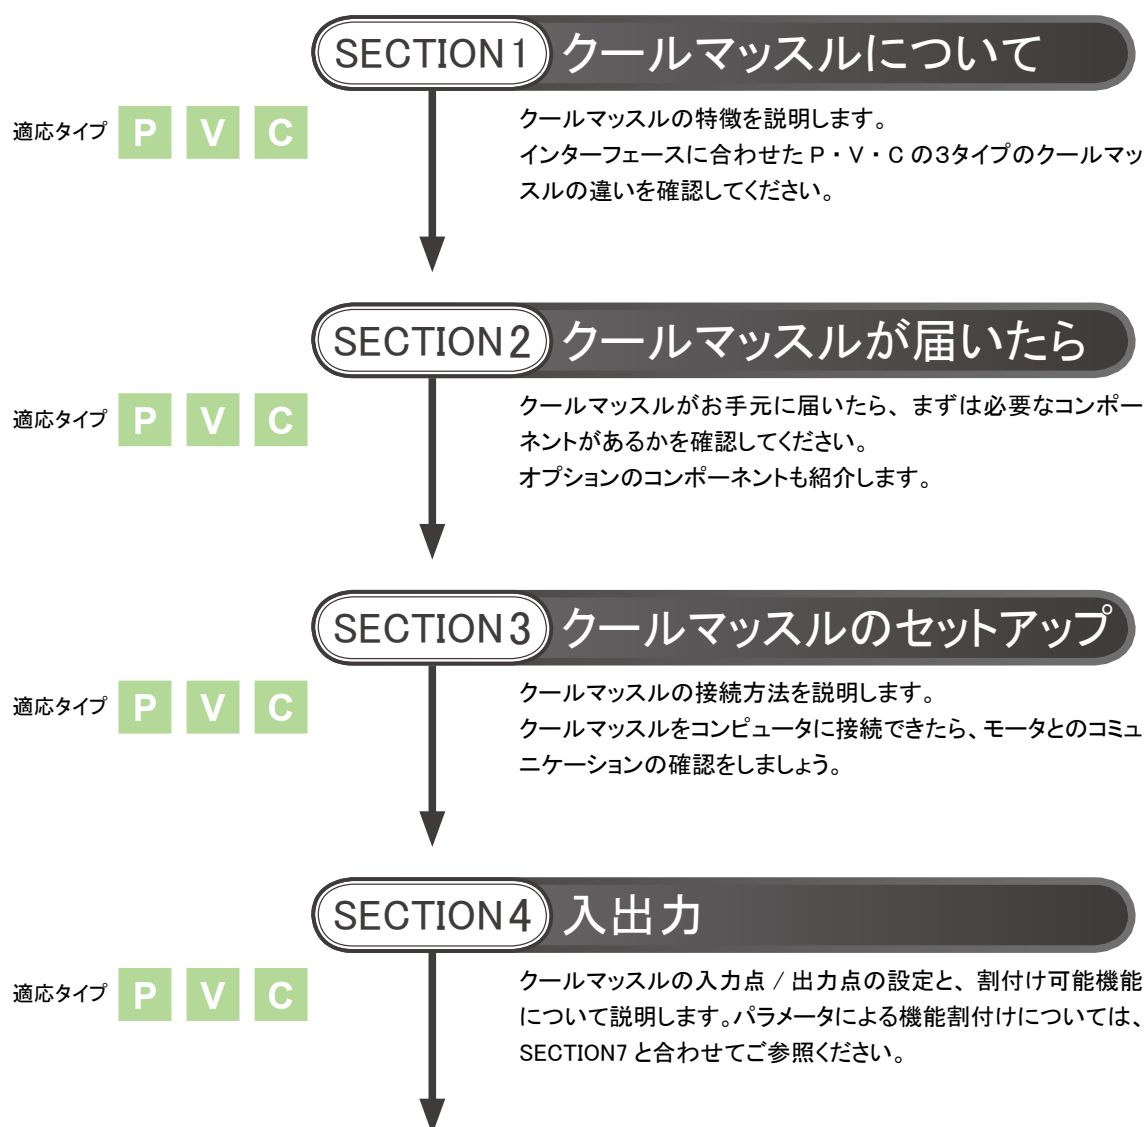 SECTION1 クールマッスルについて
適応タイプ P V C
クールマッスルの特徴を説明します。
インターフェースに合わせた P・V・C の3タイプのクールマッ
スルの違いを確認してください。
SECTION2 クールマッスルが届いたら
適応タイプ P V C
クールマッスルがお手元に届いたら、まずは必要なコンポー
ネントがあるかを確認してください。
オプションのコンポーネントも紹介します。
SECTION3 クールマッスルのセットアップ
適応タイプ P V C
クールマッスルの接続方法を説明します。
クールマッスルをコンピュータに接続できたら、モータとのコミュ
ニケーションの確認をしましょう。
SECTION4 入出力
適応タイプ P V C
クールマッスルの入力点 / 出力点の設定と、割付け可能機能
について説明します。パラメータによる機能割付けについては、
SECTION7 と合わせてご参照ください。